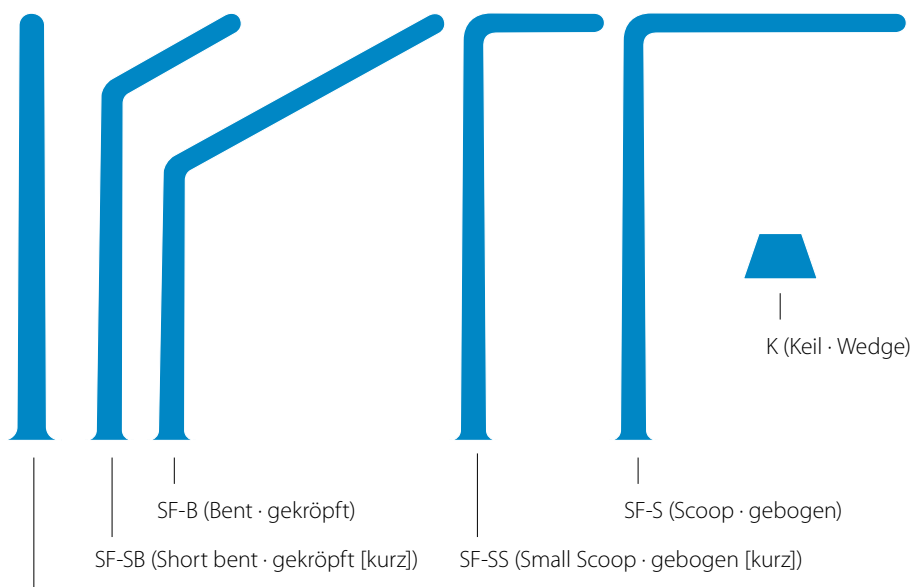 K (Keil · Wedge)
SF-B (Bent · gekröpft)
SF-S (Scoop · gebogen)
SF-SB (Short bent · gekröpft [kurz])
SF-SS (Small Scoop · gebogen [kurz])